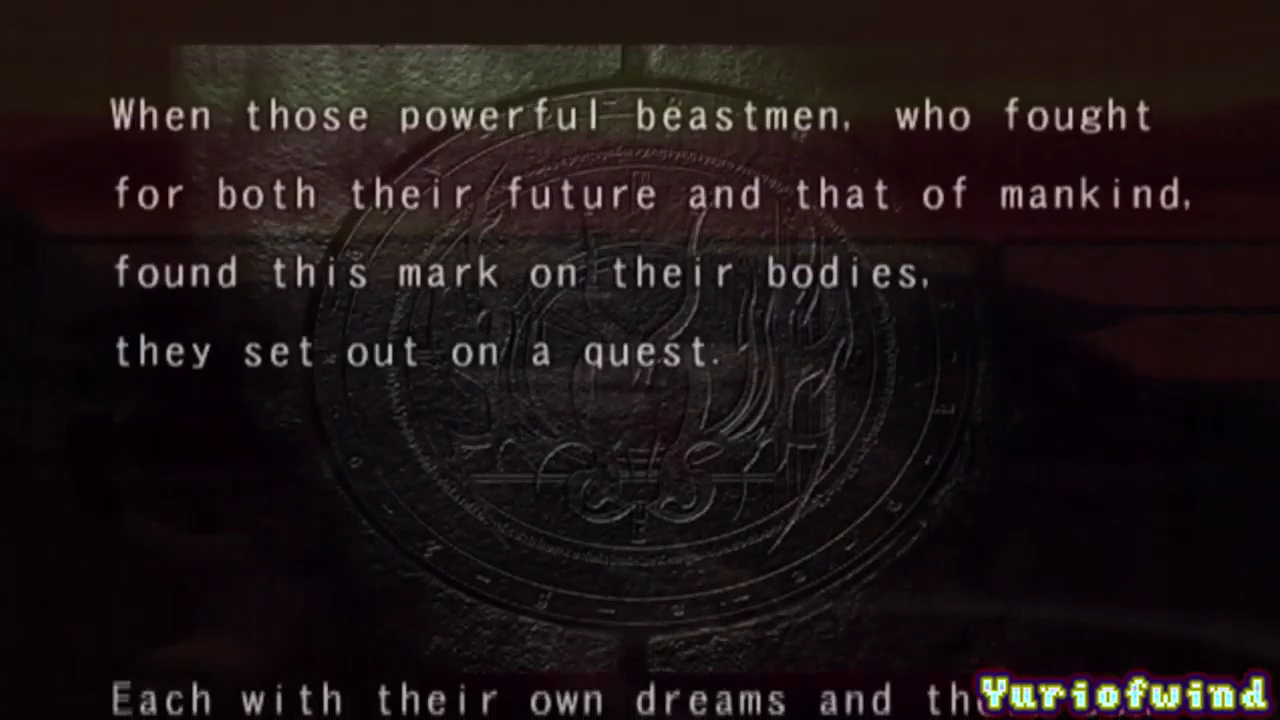 When those powerful beastmen, who fought
for both their future and that of mankind,
found this mark on their bodies,
they set out on a quest.
Each with their own dreams and
Yuriofwind